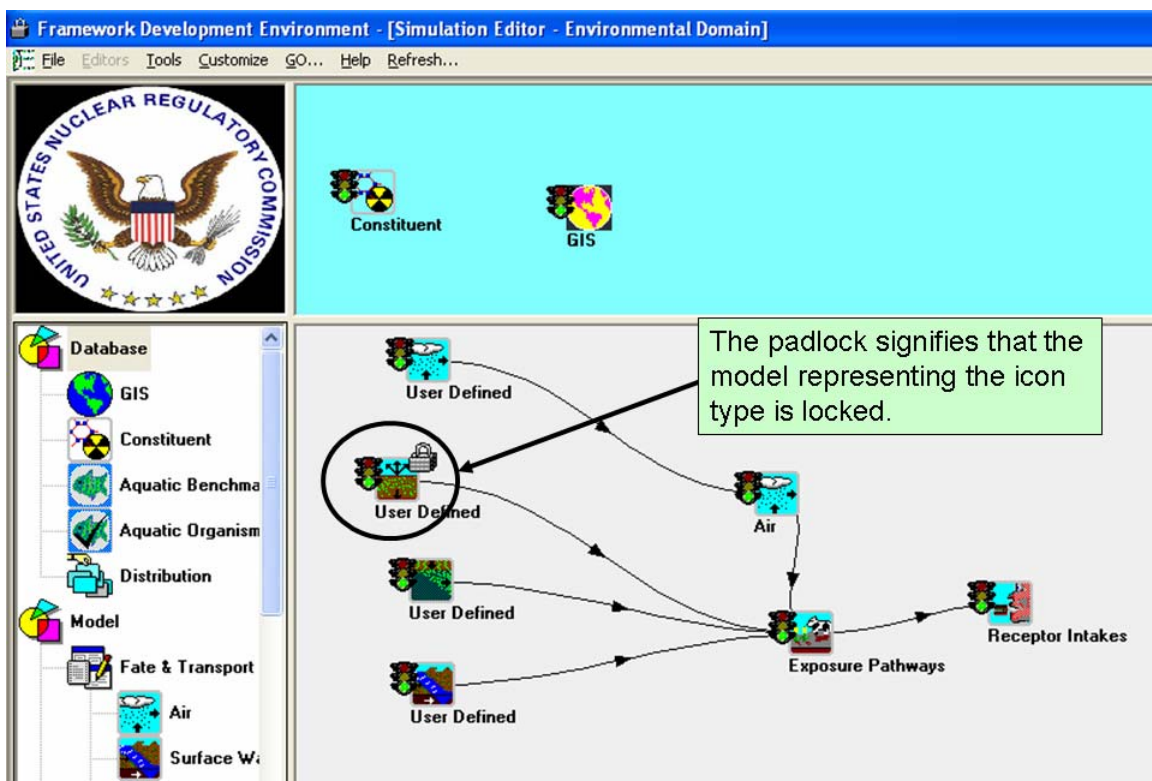 Framework Development Environment - [Simulation Editor - Environmental Domain]
File Editors Tools Customize GO... Help Refresh...
UNITED STATES NUCLEAR REGULATORY COMMISSION
Constituent
GIS
Database
GIS
Constituent
Aquatic Benchma
Aquatic Organism
Distribution
Model
Fate & Transport
Air
Surface Wa
User Defined
The padlock signifies that the
model representing the icon
type is locked.
User Defined
Air
User Defined
Receptor Intakes
Exposure Pathways
User Defined